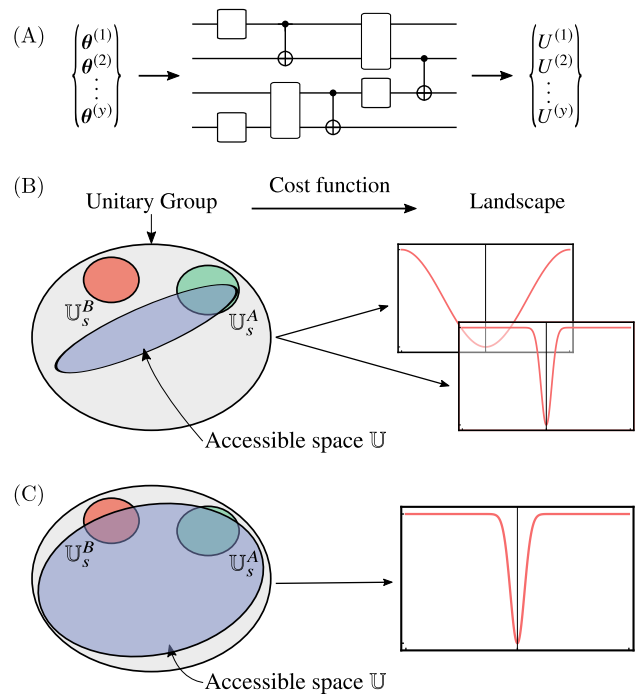 (A)
θ^(1)
θ^(2)
⋮
θ^(y)
U^(1)
U^(2)
⋮
U^(y)
(B)
Unitary Group
Cost function
Landscape
𝕌_s^B
𝕌_s^A
Accessible space 𝕌
(C)
𝕌_s^B
𝕌_s^A
Accessible space 𝕌